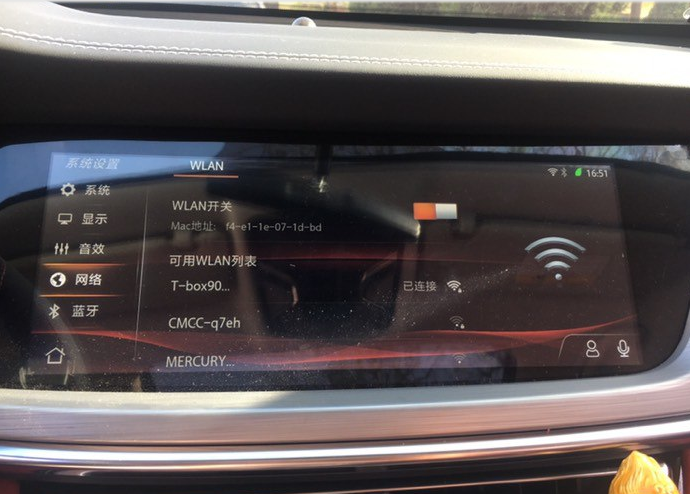 系统设置
WLAN
16:51
系统
显示
音效
网络
蓝牙
WLAN开关
Mac地址: f4-e1-1e-07-1d-bd
可用WLAN列表
T-box90... 已连接
CMCC-q7eh
MERCURY...